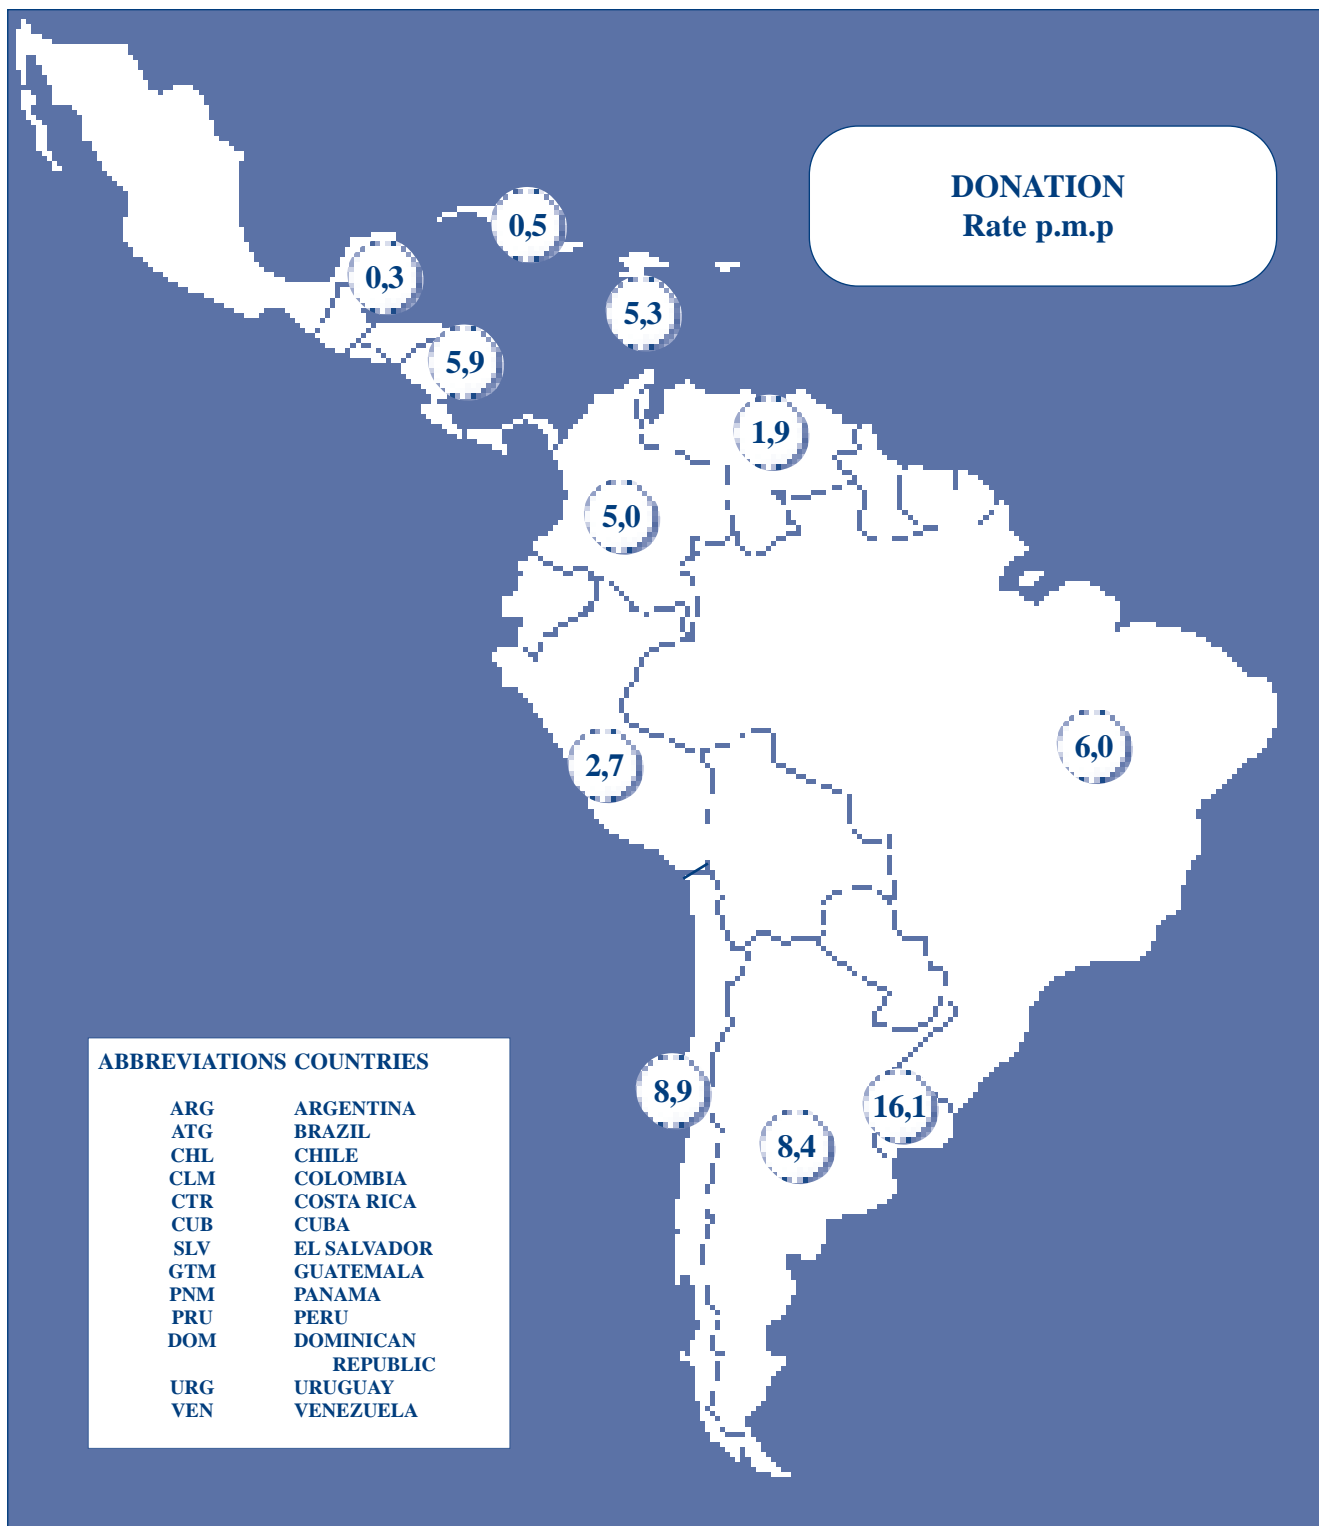 DONATION
Rate p.m.p
0,5
0,3
5,3
5,9
1,9
5,0
6,0
2,7
8,9
16,1
8,4
ABBREVIATIONS COUNTRIES
ARG ARGENTINA
ATG BRAZIL
CHL CHILE
CLM COLOMBIA
CTR COSTA RICA
CUB CUBA
SLV EL SALVADOR
GTM GUATEMALA
PNM PANAMA
PRU PERU
DOM DOMINICAN
REPUBLIC
URG URUGUAY
VEN VENEZUELA